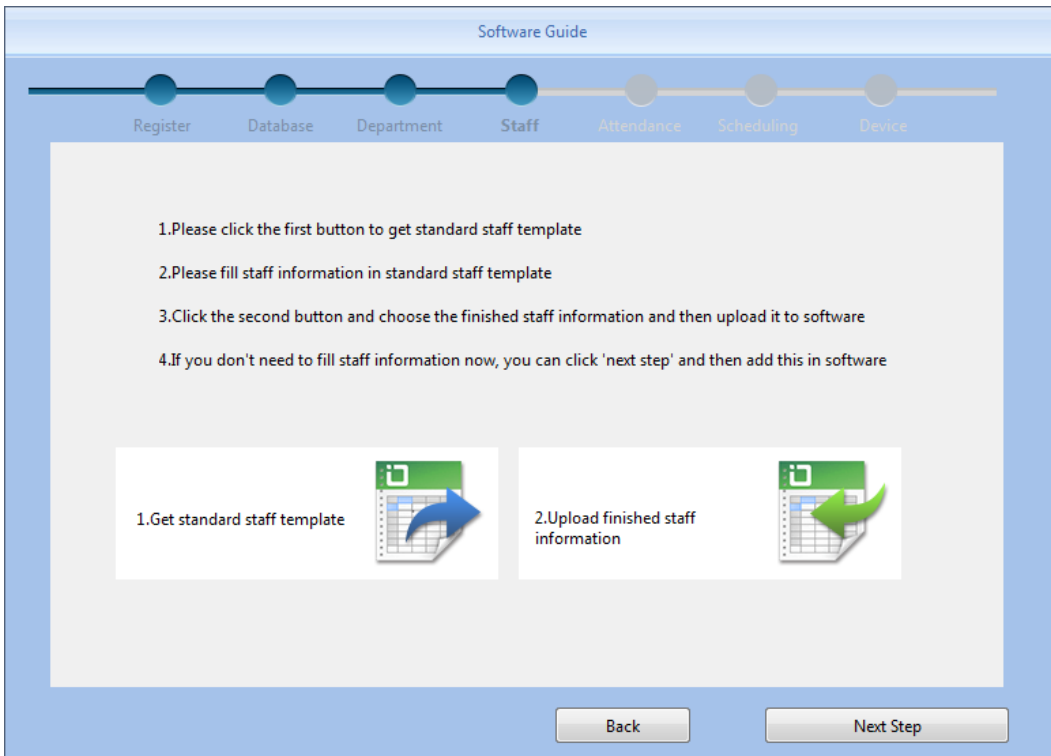 Software Guide
Register Database Department Staff Attendance Scheduling Device
1.Please click the first button to get standard staff template
2.Please fill staff information in standard staff template
3.Click the second button and choose the finished staff information and then upload it to software
4.If you don't need to fill staff information now, you can click 'next step' and then add this in software
1.Get standard staff template
2.Upload finished staff
information
Back Next Step